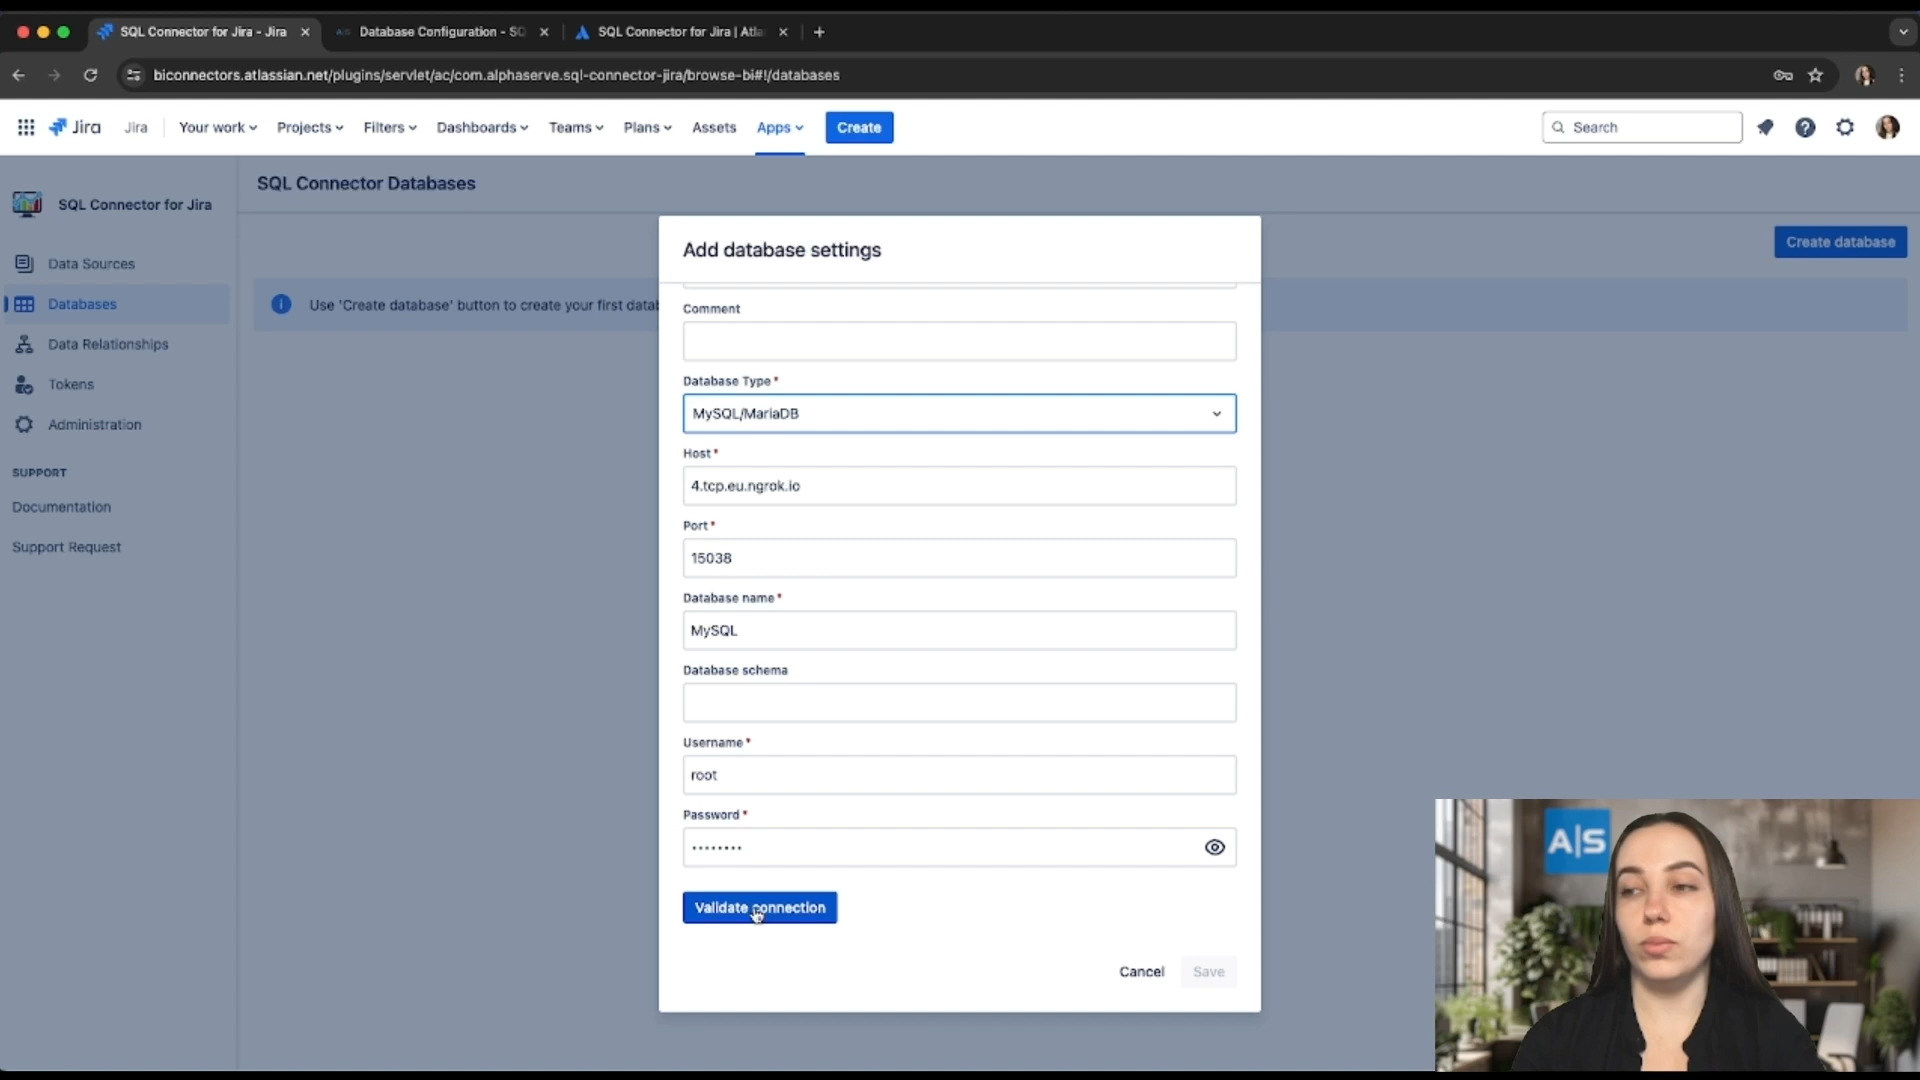 SQL Connector for Jira - Jira
Database Configuration - SQ
SQL Connector for Jira | Atla
biconnectors.atlassian.net/plugins/servlet/ac/com.alphaserve.sql-connector-jira/browse-bi#!/databases
Jira
Jira
Your work
Projects
Filters
Dashboards
Teams
Plans
Assets
Apps
Create
Search
SQL Connector for Jira
Data Sources
Databases
Data Relationships
Tokens
Administration
SUPPORT
Documentation
Support Request
SQL Connector Databases
Create database
Use 'Create database' button to create your first datab
Add database settings
Comment
Database Type *
MySQL/MariaDB
Host *
4.tcp.eu.ngrok.io
Port *
15038
Database name *
MySQL
Database schema
Username *
root
Password *
••••••••
Validate connection
Cancel
Save
A|S